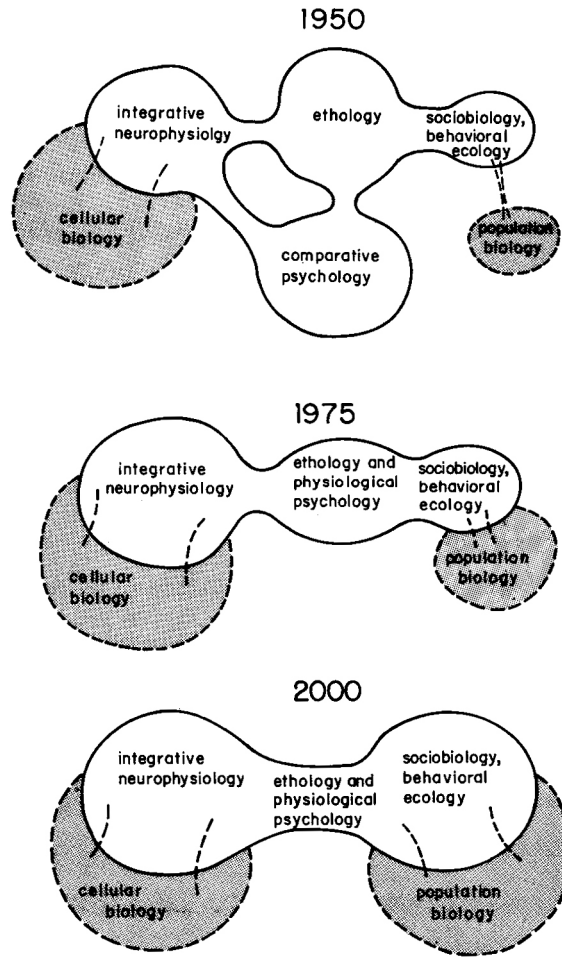 1950
integrative
neurophysiolgy
ethology
sociobiology,
behavioral
ecology
cellular
biology
population
biology
comparative
psychology
1975
integrative
neurophysiology
ethology and
physiological
psychology
sociobiology,
behavioral
ecology
cellular
biology
population
biology
2000
integrative
neurophysiology
ethology and
physiological
psychology
sociobiology,
behavioral
ecology
cellular
biology
population
biology